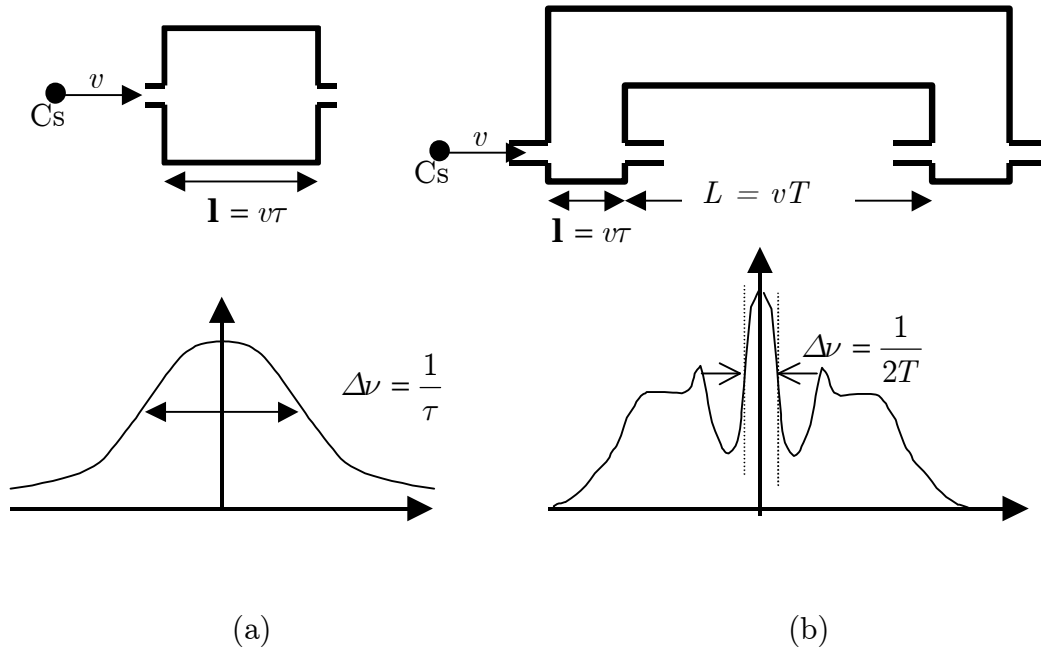 v
Cs
l = vτ
v
Cs
L = vT
l = vτ
Δν = 1/τ
Δν = 1/2T
(a)
(b)